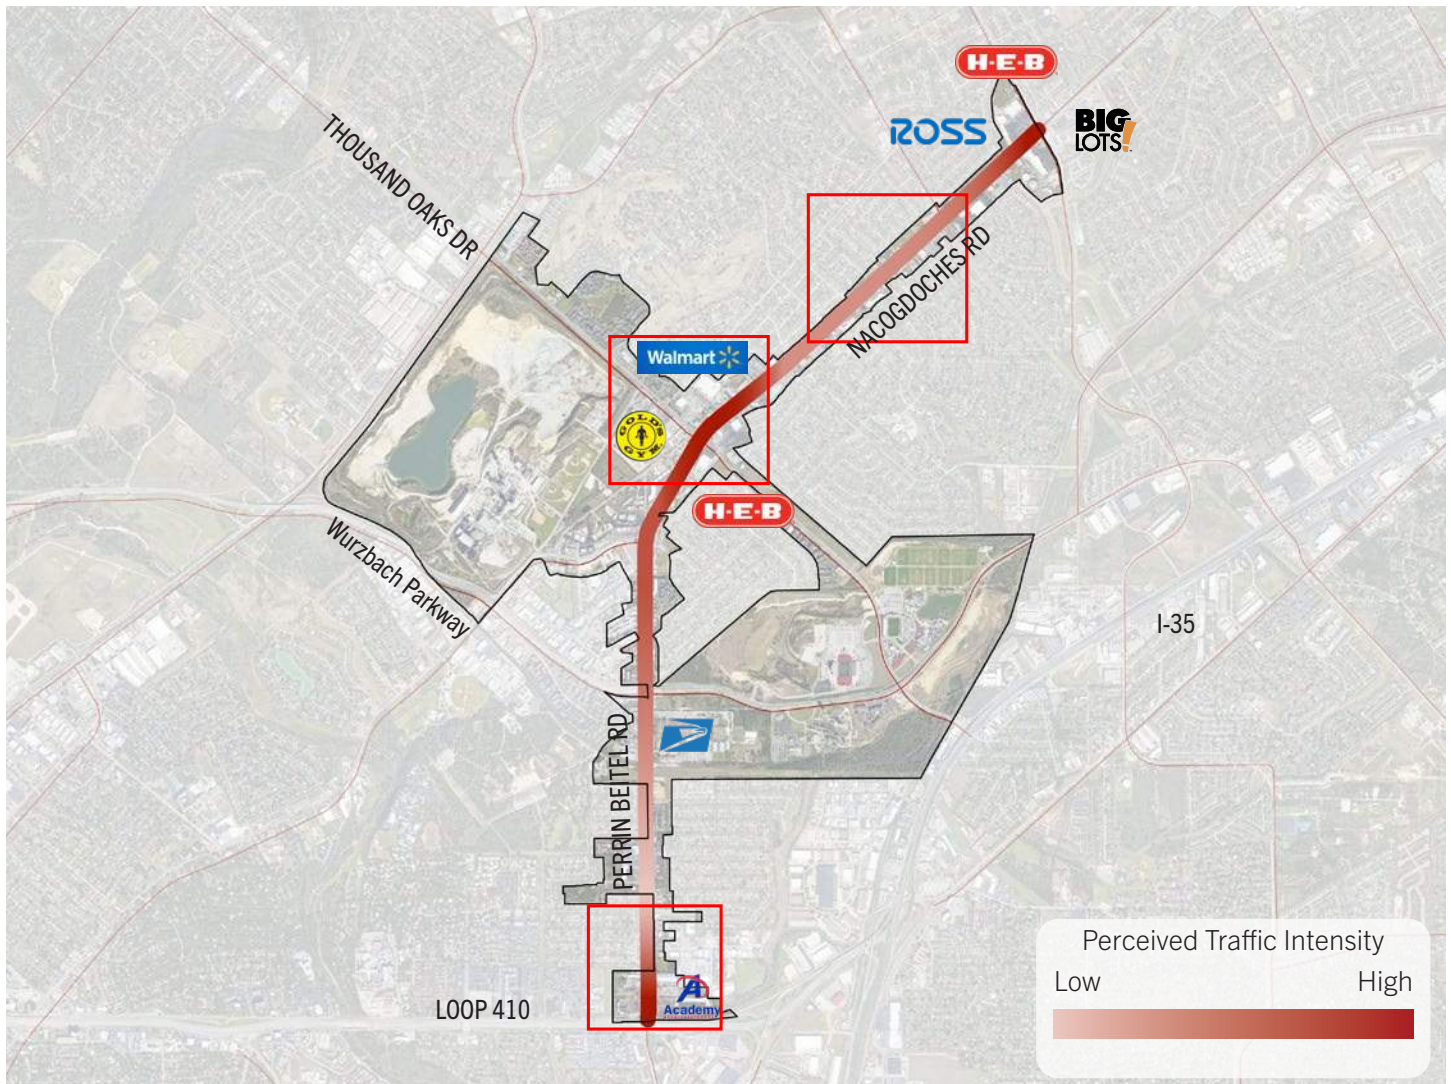 H-E-B
ROSS
BIG
LOTS!
THOUSAND OAKS DR
NACOGDOCHES RD
Walmart
GOLD'S
GYM
H-E-B
Wurzbach Parkway
I-35
PERRIN BEITEL RD
Academy
LOOP 410
Perceived Traffic Intensity
Low High